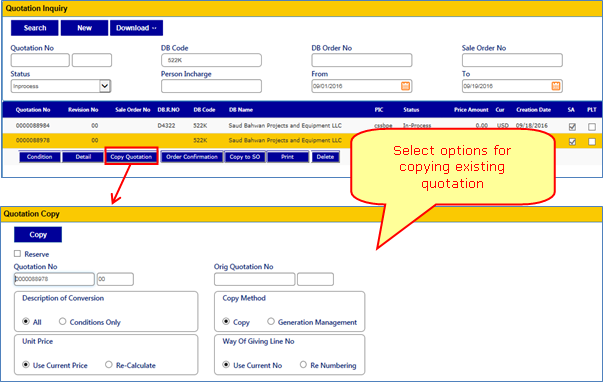 Quotation Inquiry
Search New Download
Quotation No DB Code DB Order No Sale Order No
522K
Status Person Incharge From To
Inprocess 09/01/2016 09/19/2016
Quotation No Revision No Sale Order No DB.R.NO DB Code DB Name PIC Status Price Amount Cur Creation Date SA PLT
0000088984 00 D4322 522K Saud Bahwan Projects and Equipment LLC cssbpe In-Process 0.00 USD 09/18/2016
0000088978 00 522K Saud Bahwan Projects and Equipment LLC
Condition Detail Copy Quotation Order Confirmation Copy to SO Print Delete
Select options for
copying existing
quotation
Quotation Copy
Copy
Reserve
Quotation No Orig Quotation No
0000088978 00
Description of Conversion Copy Method
All Conditions Only Copy Generation Management
Unit Price Way Of Giving Line No
Use Current Price Re-Calculate Use Current No Re Numbering